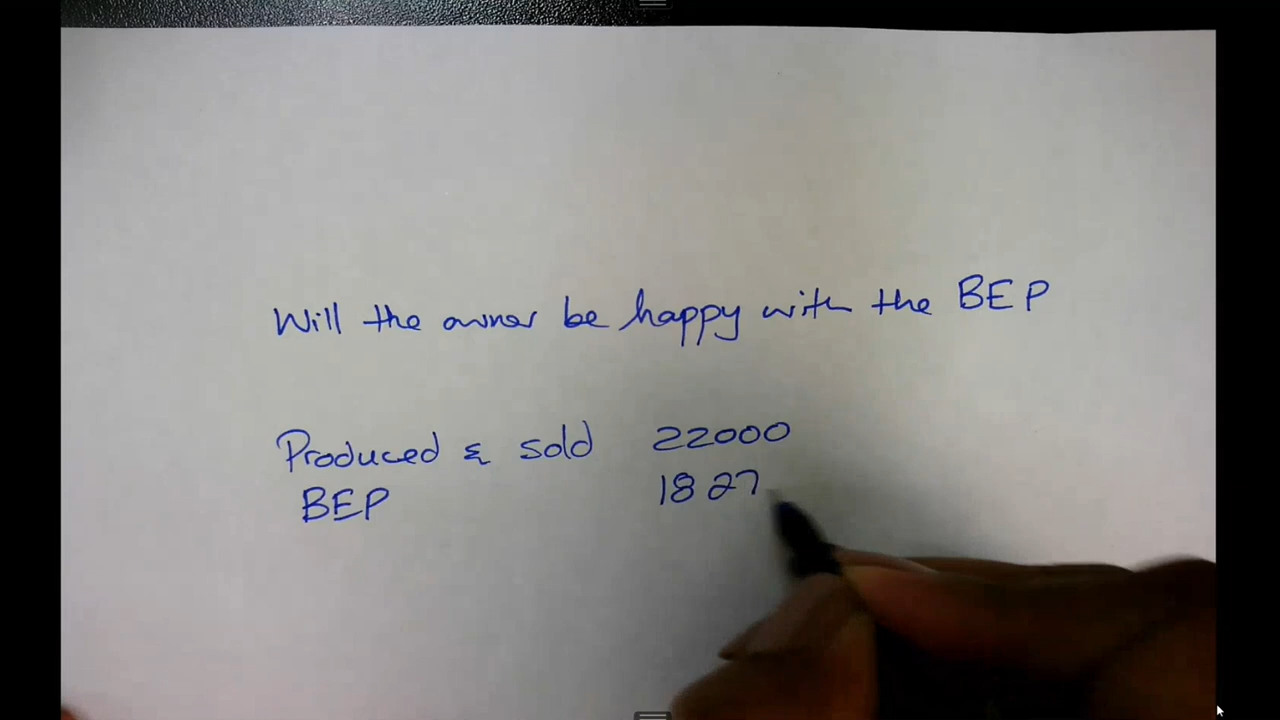 Will the owner be happy with the BEP
Produced & sold 22000
BEP 1827